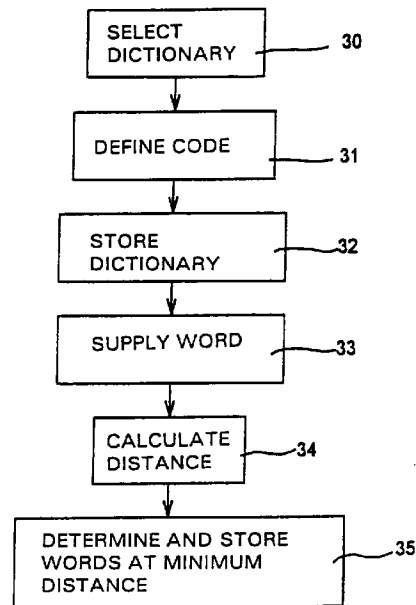 SELECT
DICTIONARY
30
DEFINE CODE
31
STORE
DICTIONARY
32
SUPPLY WORD
33
CALCULATE
DISTANCE
34
DETERMINE AND STORE
WORDS AT MINIMUM
DISTANCE
35